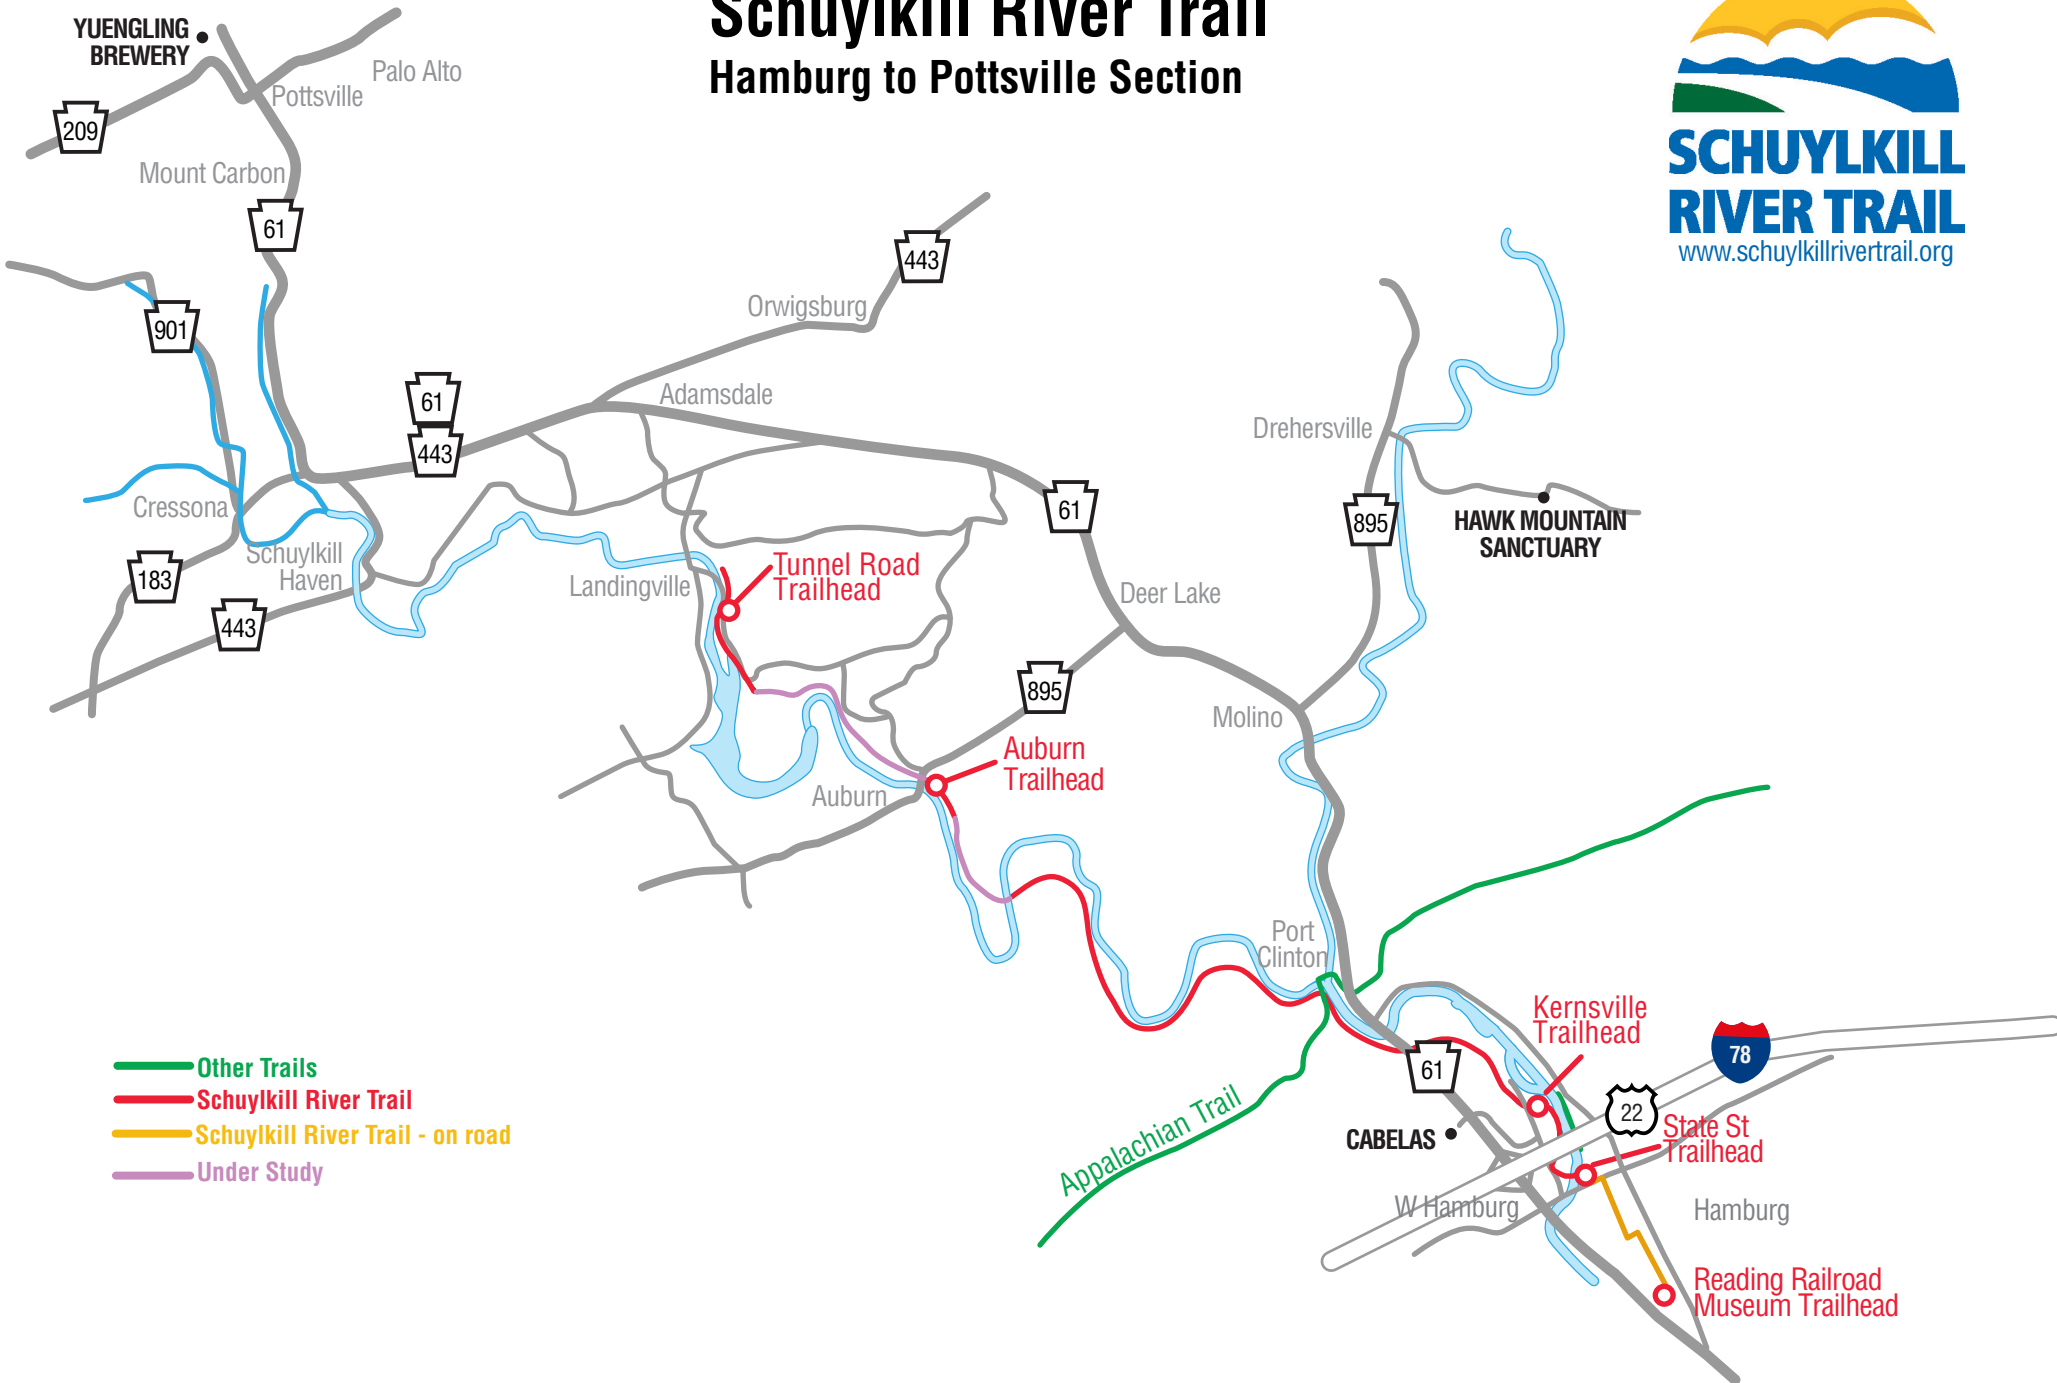 Schuylkill River Trail
Hamburg to Pottsville Section
YUENGLING
BREWERY
Palo Alto
Pottsville
209
Mount Carbon
61
SCHUYLKILL
RIVER TRAIL
www.schuylkillrivertrail.org
443
Orwigsburg
901
61
443
Adamsdale
Drehersville
Cressona
61
895
HAWK MOUNTAIN
SANCTUARY
Schuylkill
Haven
183
443
Landingville
Tunnel Road
Trailhead
Deer Lake
895
Molino
Auburn
Trailhead
Auburn
Port
Clinton
Kernsville
Trailhead
78
61
22
State St
Trailhead
CABELAS
Appalachian Trail
W Hamburg
Hamburg
Reading Railroad
Museum Trailhead
Other Trails
Schuylkill River Trail
Schuylkill River Trail - on road
Under Study